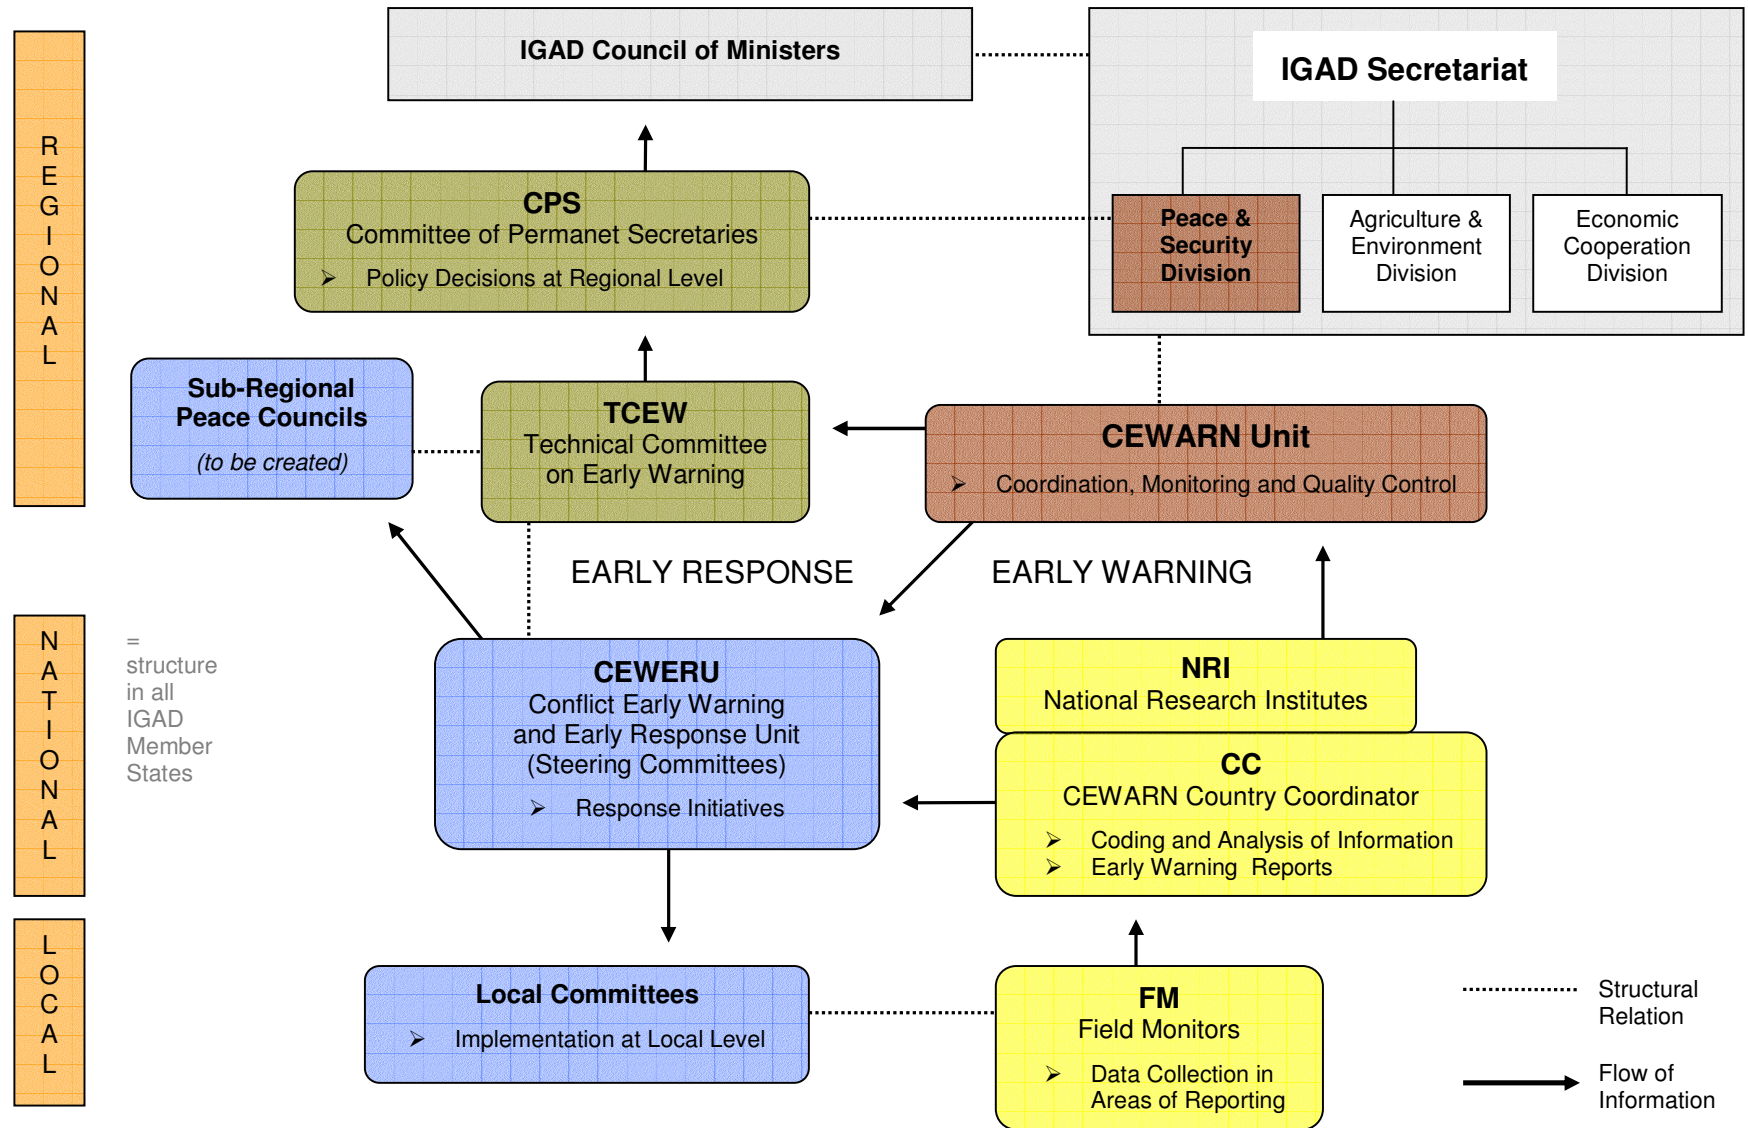 REGIONAL
IGAD Council of Ministers
IGAD Secretariat
Peace &
Security
Division
Agriculture &
Environment
Division
Economic
Cooperation
Division
CPS
Committee of Permanet Secretaries
➢ Policy Decisions at Regional Level
Sub-Regional
Peace Councils
(to be created)
TCEW
Technical Committee
on Early Warning
CEWARN Unit
➢ Coordination, Monitoring and Quality Control
EARLY RESPONSE
EARLY WARNING
NATIONAL
=
structure
in all
IGAD
Member
States
CEWERU
Conflict Early Warning
and Early Response Unit
(Steering Committees)
➢ Response Initiatives
NRI
National Research Institutes
CC
CEWARN Country Coordinator
➢ Coding and Analysis of Information
➢ Early Warning Reports
LOCAL
Local Committees
➢ Implementation at Local Level
FM
Field Monitors
➢ Data Collection in
Areas of Reporting
Structural
Relation
Flow of
Information